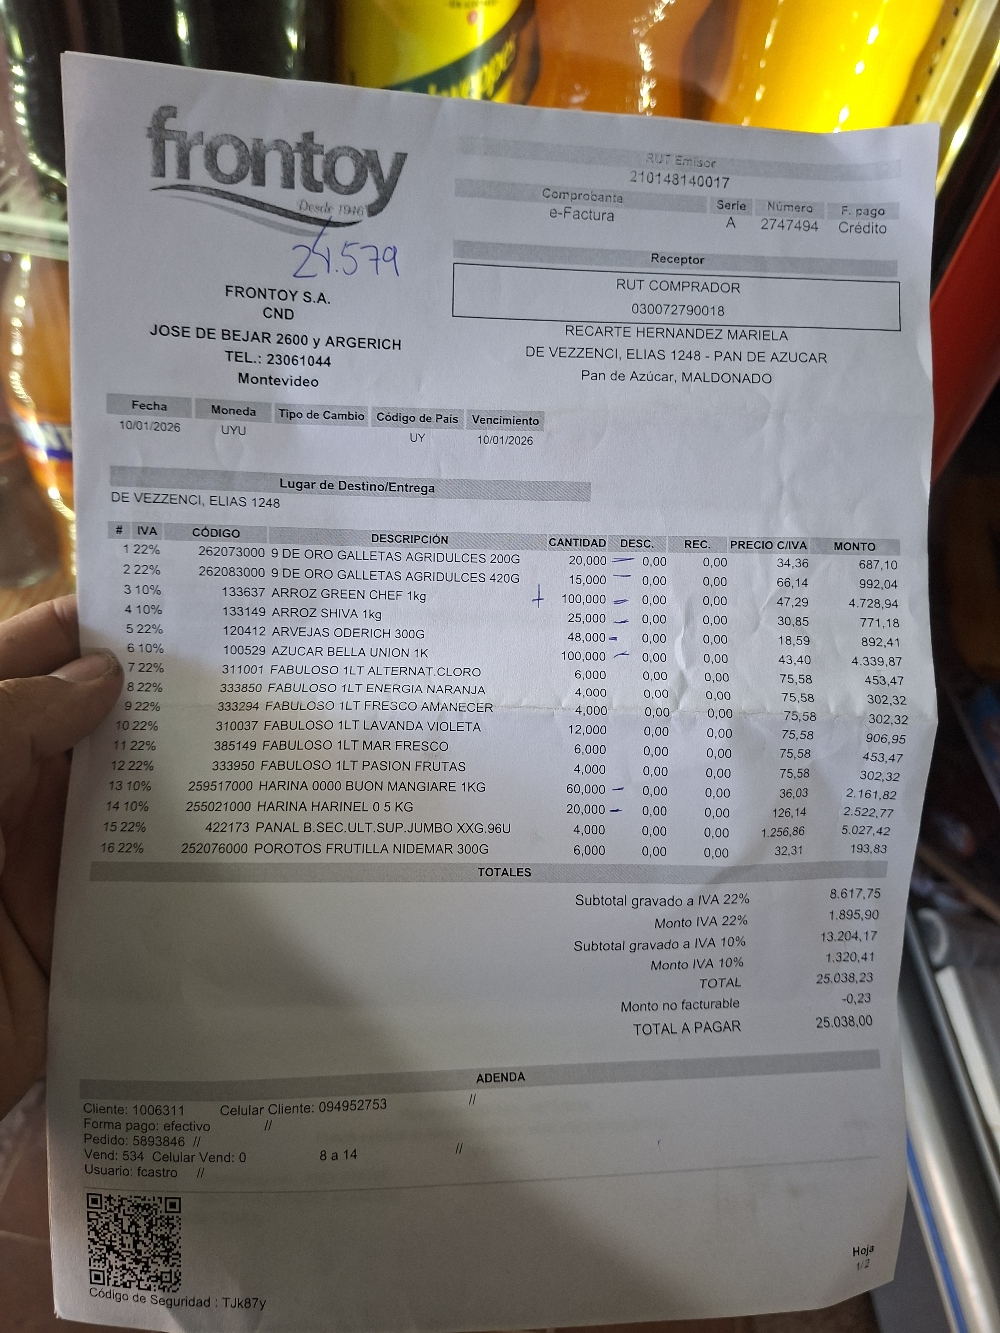 Schweppes
frontoy
Desde 1946
24.579
FRONTOY S.A.
CND
JOSE DE BEJAR 2600 y ARGERICH
TEL.: 23061044
Montevideo
RUT Emisor
210148140017
Comprobante Serie Número F. pago
e-Factura A 2747494 Crédito
Receptor
RUT COMPRADOR
030072790018
RECARTE HERNANDEZ MARIELA
DE VEZZENCI, ELIAS 1248 - PAN DE AZUCAR
Pan de Azúcar, MALDONADO
Fecha Moneda Tipo de Cambio Código de País Vencimiento
10/01/2026 UYU UY 10/01/2026
Lugar de Destino/Entrega
DE VEZZENCI, ELIAS 1248
# IVA CÓDIGO DESCRIPCIÓN CANTIDAD DESC. REC. PRECIO C/IVA MONTO
1 22% 262073000 9 DE ORO GALLETAS AGRIDULCES 200G 20,000 0,00 0,00 34,36 687,10
2 22% 262083000 9 DE ORO GALLETAS AGRIDULCES 420G 15,000 0,00 0,00 66,14 992,04
3 10% 133637 ARROZ GREEN CHEF 1kg 100,000 0,00 0,00 47,29 4.728,94
4 10% 133149 ARROZ SHIVA 1kg 25,000 0,00 0,00 30,85 771,18
5 22% 120412 ARVEJAS ODERICH 300G 48,000 0,00 0,00 18,59 892,41
6 10% 100529 AZUCAR BELLA UNION 1K 100,000 0,00 0,00 43,40 4.339,87
7 22% 311001 FABULOSO 1LT ALTERNAT.CLORO 6,000 0,00 0,00 75,58 453,47
8 22% 333850 FABULOSO 1LT ENERGIA NARANJA 4,000 0,00 0,00 75,58 302,32
9 22% 333294 FABULOSO 1LT FRESCO AMANECER 4,000 0,00 0,00 75,58 302,32
10 22% 310037 FABULOSO 1LT LAVANDA VIOLETA 12,000 0,00 0,00 75,58 906,95
11 22% 385149 FABULOSO 1LT MAR FRESCO 6,000 0,00 0,00 75,58 453,47
12 22% 333950 FABULOSO 1LT PASION FRUTAS 4,000 0,00 0,00 75,58 302,32
13 10% 259517000 HARINA 0000 BUON MANGIARE 1KG 60,000 0,00 0,00 36,03 2.161,82
14 10% 255021000 HARINA HARINEL 0 5 KG 20,000 0,00 0,00 126,14 2.522,77
15 22% 422173 PANAL B.SEC.ULT.SUP.JUMBO XXG.96U 4,000 0,00 0,00 1.256,86 5.027,42
16 22% 252076000 POROTOS FRUTILLA NIDEMAR 300G 6,000 0,00 0,00 32,31 193,83
TOTALES
Subtotal gravado a IVA 22% 8.617,75
Monto IVA 22% 1.895,90
Subtotal gravado a IVA 10% 13.204,17
Monto IVA 10% 1.320,41
TOTAL 25.038,23
Monto no facturable -0,23
TOTAL A PAGAR 25.038,00
ADENDA
Cliente: 1006311 Celular Cliente: 094952753 //
Forma pago: efectivo //
Pedido: 5893846 //
Vend: 534 Celular Vend: 0 8 a 14 //
Usuario: fcastro //
Código de Seguridad : TJk87y
Hoja
1/2